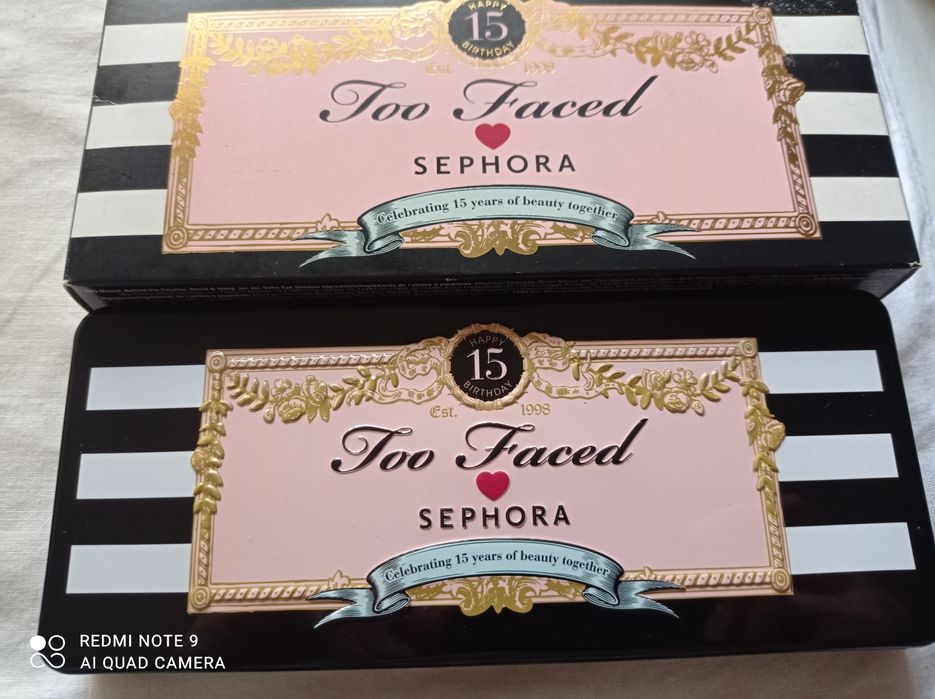 HAPPY
15
BIRTHDAY
Est. 1998
Too Faced
SEPHORA
Celebrating 15 years of beauty together
HAPPY
15
BIRTHDAY
Est. 1998
Too Faced
SEPHORA
Celebrating 15 years of beauty together
REDMI NOTE 9
AI QUAD CAMERA